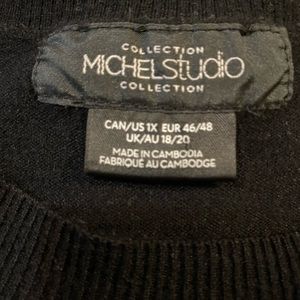 COLLECTION
MICHELSTUDIO
COLLECTION
CAN/US 1X EUR 46/48
UK/AU 18/20
MADE IN CAMBODIA
FABRIQUÉ AU CAMBODGE